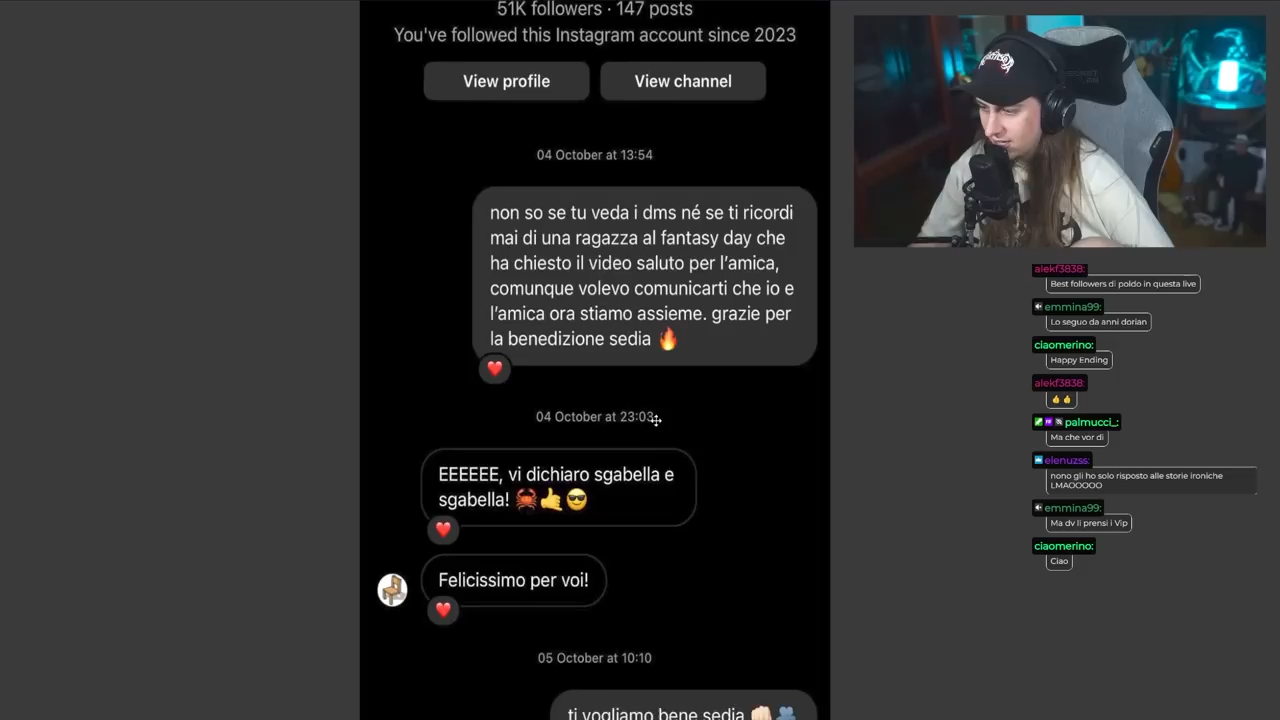 51K followers · 147 posts
You've followed this Instagram account since 2023
View profile
View channel
04 October at 13:54
non so se tu veda i dms né se ti ricordi
mai di una ragazza al fantasy day che
ha chiesto il video saluto per l'amica,
comunque volevo comunicarti che io e
l'amica ora stiamo assieme. grazie per
la benedizione sedia 🔥
❤️
04 October at 23:03
EEEEEE, vi dichiaro sgabella e
sgabella! 🦀🤙😎
❤️
Felicissimo per voi!
❤️
05 October at 10:10
ti vogliamo bene sedia 👊🏻🫂
alekf3838:
Best followers di poldo in questa live
emmina99:
Lo seguo da anni dorian
ciaomerino:
Happy Ending
alekf3838:
👍👍
palmucci_:
Ma che vor di
elenuzss:
nono gli ho solo risposto alle storie ironiche
LMAOOOOO
emmina99:
Ma dv li prensi i Vip
ciaomerino:
Ciao